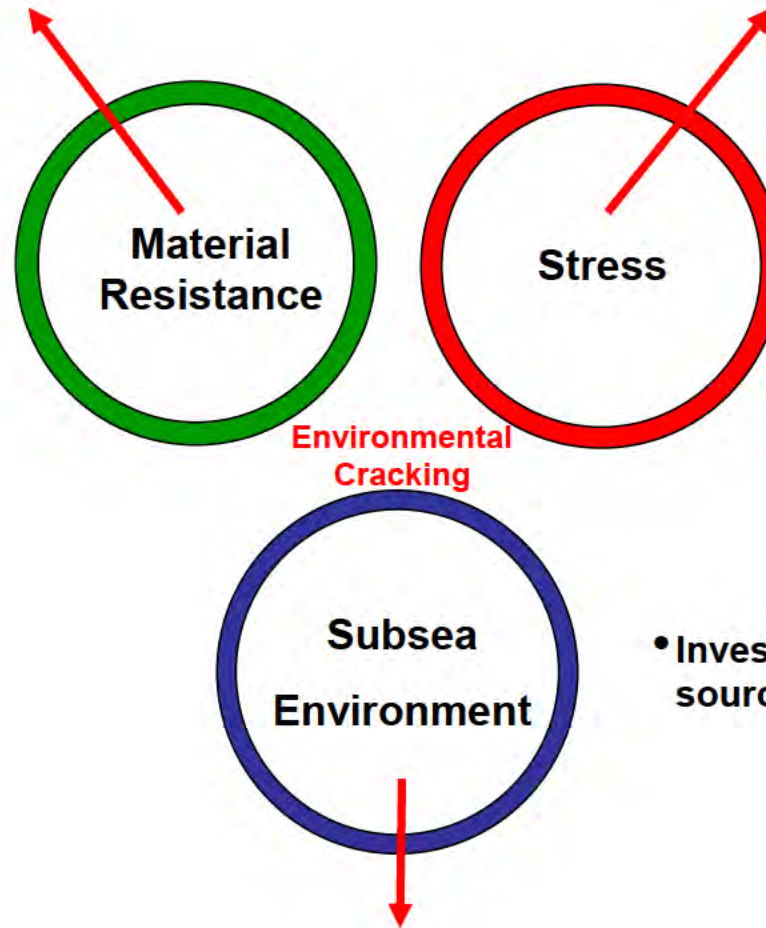 Material
Resistance
Stress
Environmental
Cracking
Subsea
Environment